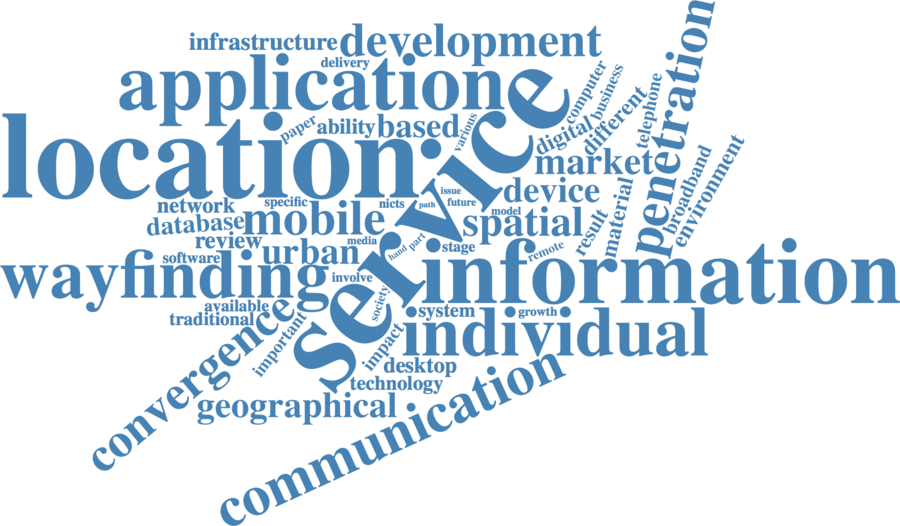 infrastructure
development
delivery
application
computer
business
penetration
location
paper
ability
based
various
digital
different
telephone
service
market
device
issue
network
specific
nicts
path
future
database
mobile
model
spatial
result
material
broadband
environment
review
urban
media
hand
part
stage
remote
software
wayfinding
involve
information
available
society
traditional
system
growth
important
impact
individual
convergence
desktop
technology
geographical
communication